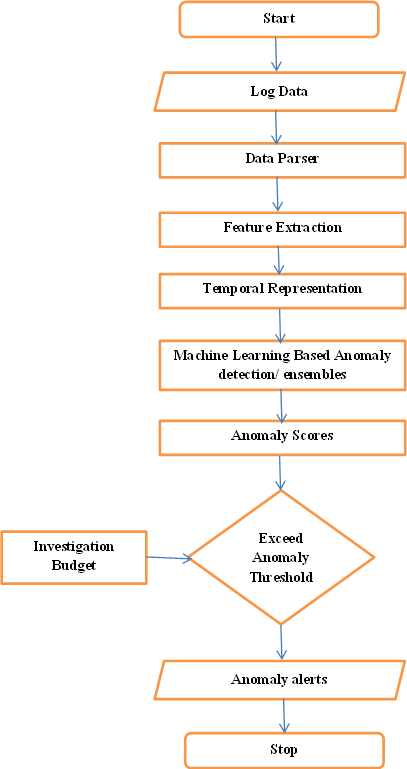 Start
Log Data
Data Parser
Feature Extraction
Temporal Representation
Machine Learning Based Anomaly
detection/ ensembles
Anomaly Scores
Investigation
Budget
Exceed
Anomaly
Threshold
Anomaly alerts
Stop